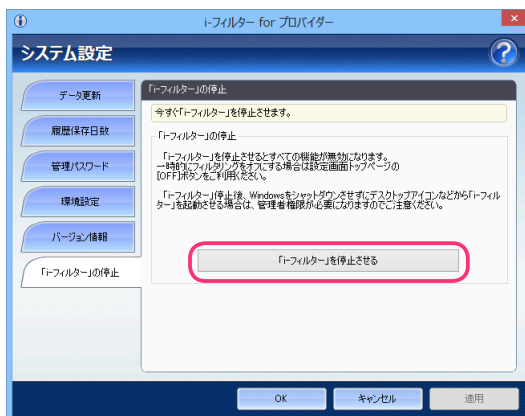 i-フィルター for プロバイダー
システム設定
データ更新
履歴保存日数
管理パスワード
環境設定
バージョン情報
「i-フィルター」の停止
「i-フィルター」の停止
今すぐ「i-フィルター」を停止させます。
「i-フィルター」の停止
「i-フィルター」を停止させるとすべての機能が無効になります。
一時的にフィルタリングをオフにする場合は設定画面トップページの
[OFF]ボタンをご利用ください。
「i-フィルター」停止後、Windowsをシャットダウンさせずにデスクトップアイコンなどから「i-フィル
ター」を起動させる場合は、管理者権限が必要になりますのでご注意ください。
「i-フィルター」を停止させる
OK
キャンセル
適用